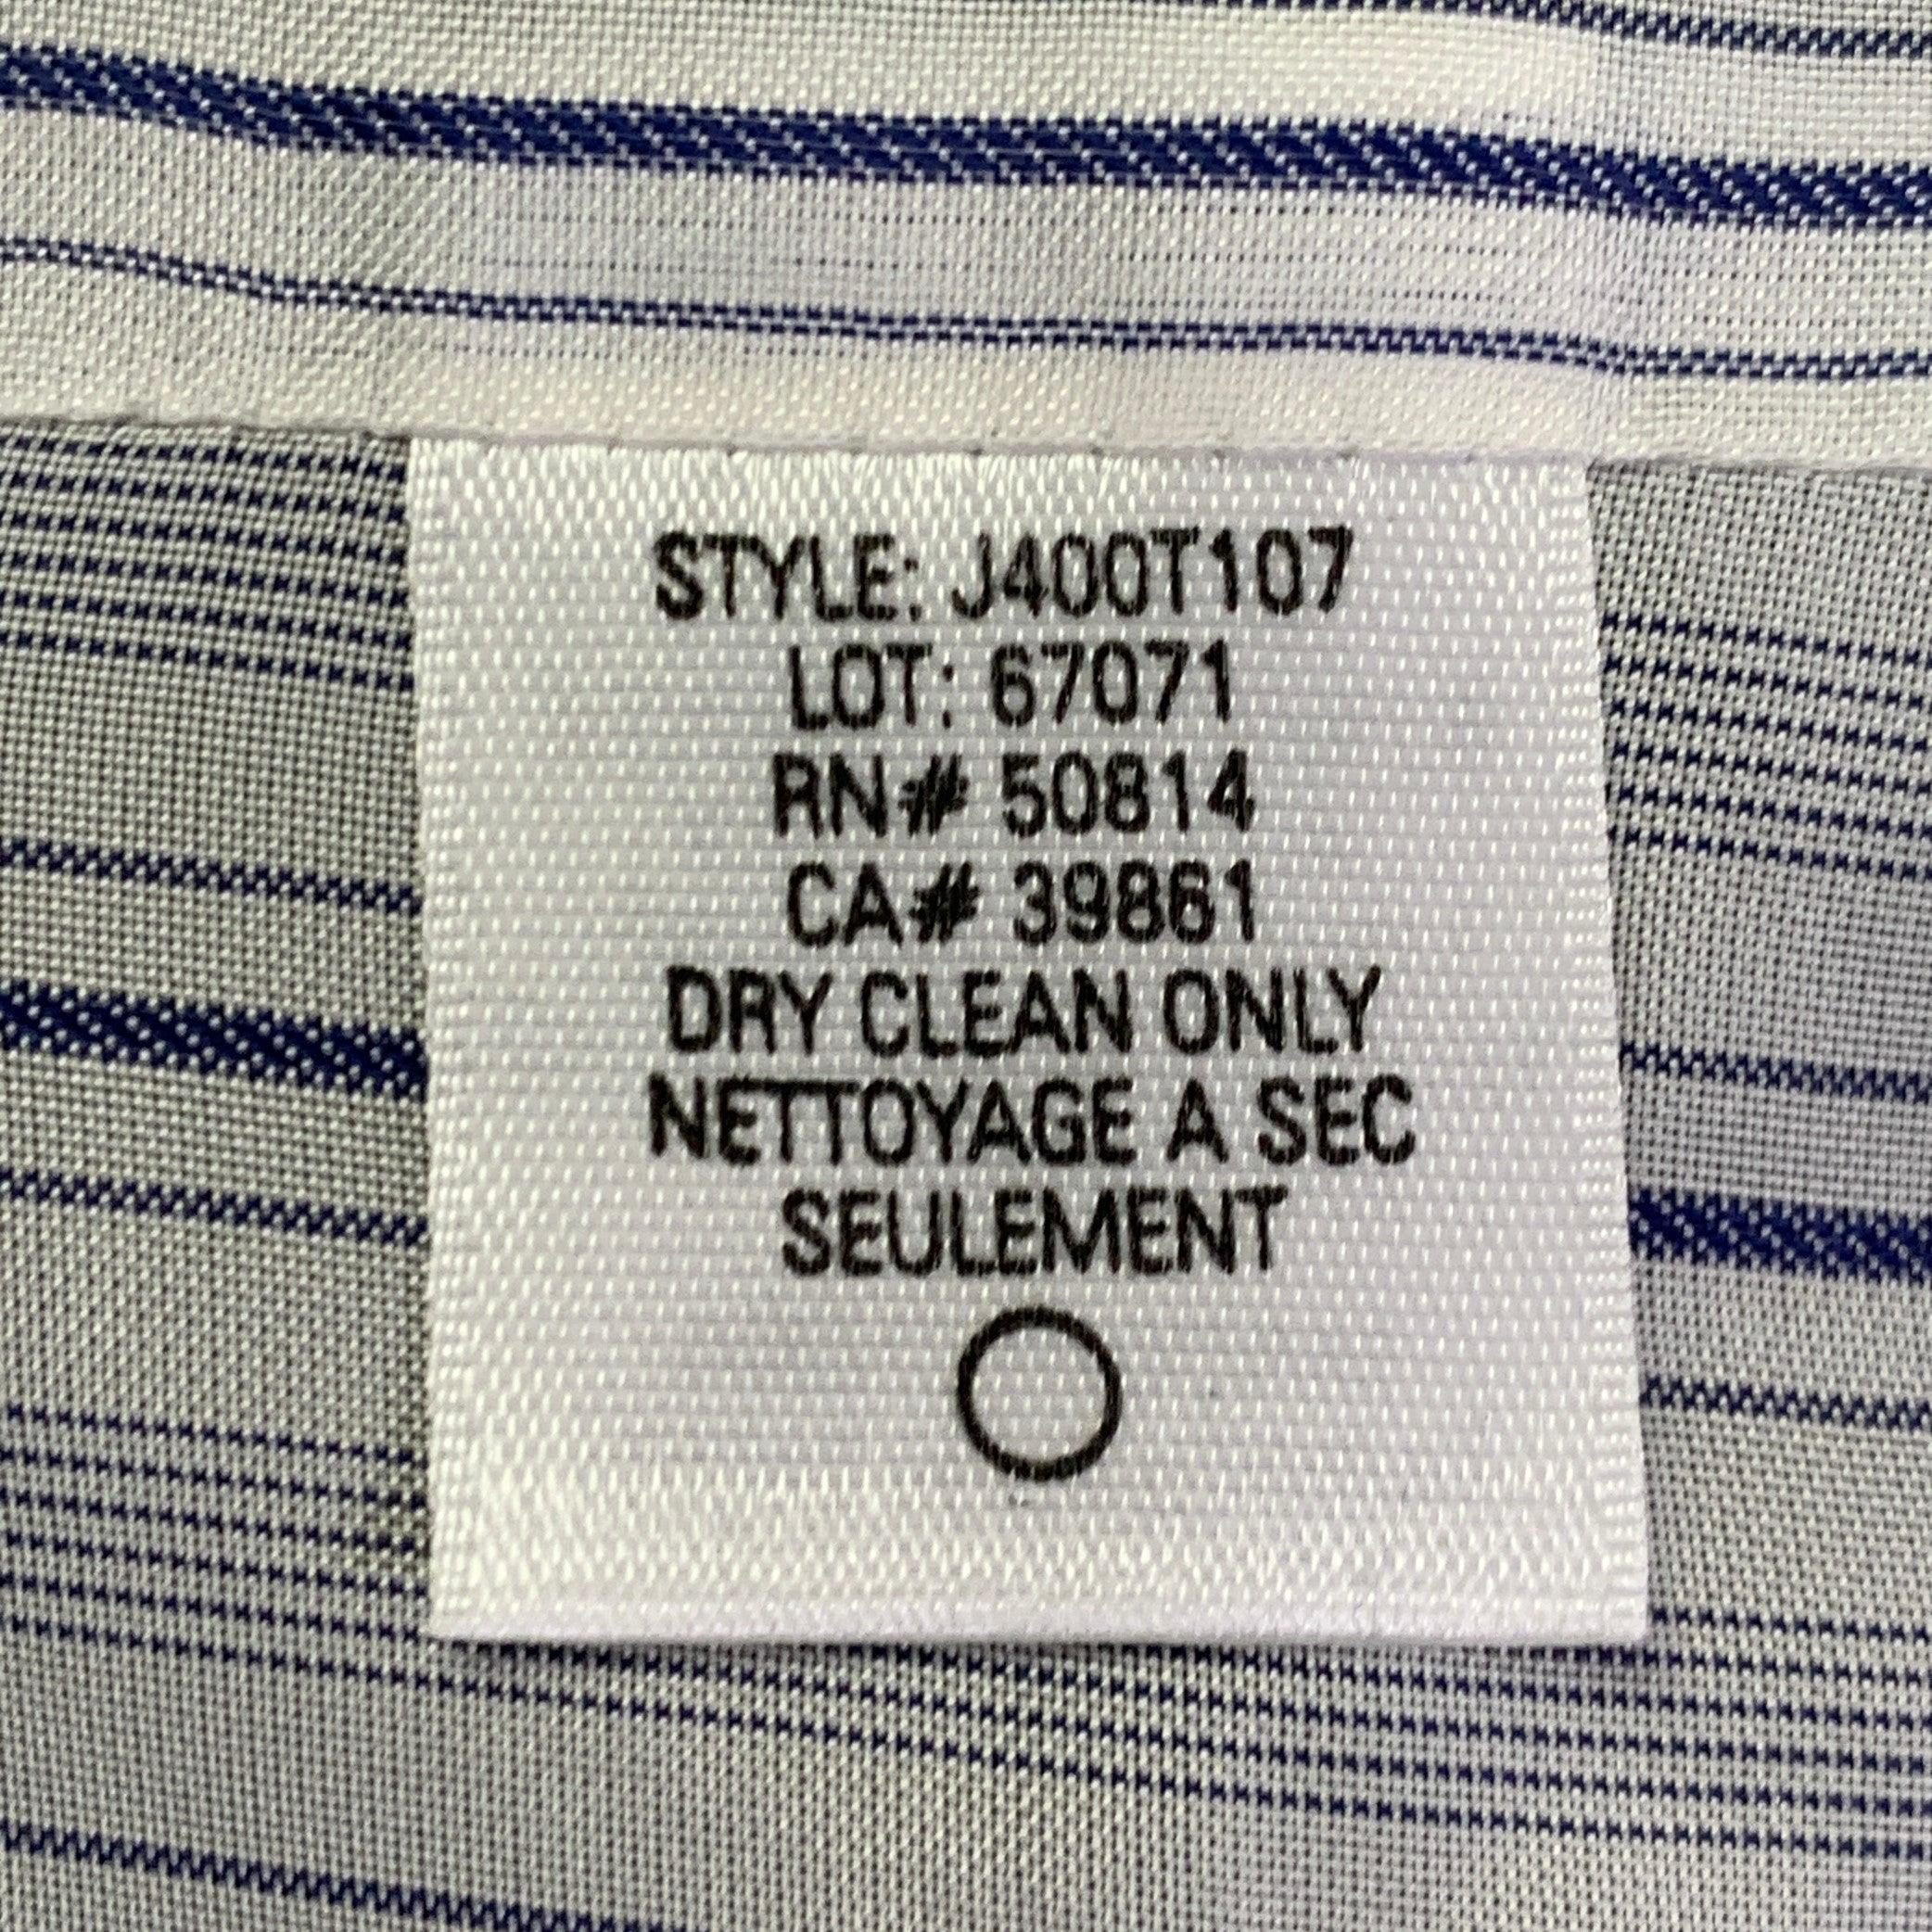 STYLE: J400T107
LOT: 67071
RN# 50814
CA# 39861
DRY CLEAN ONLY
NETTOYAGE A SEC
SEULEMENT